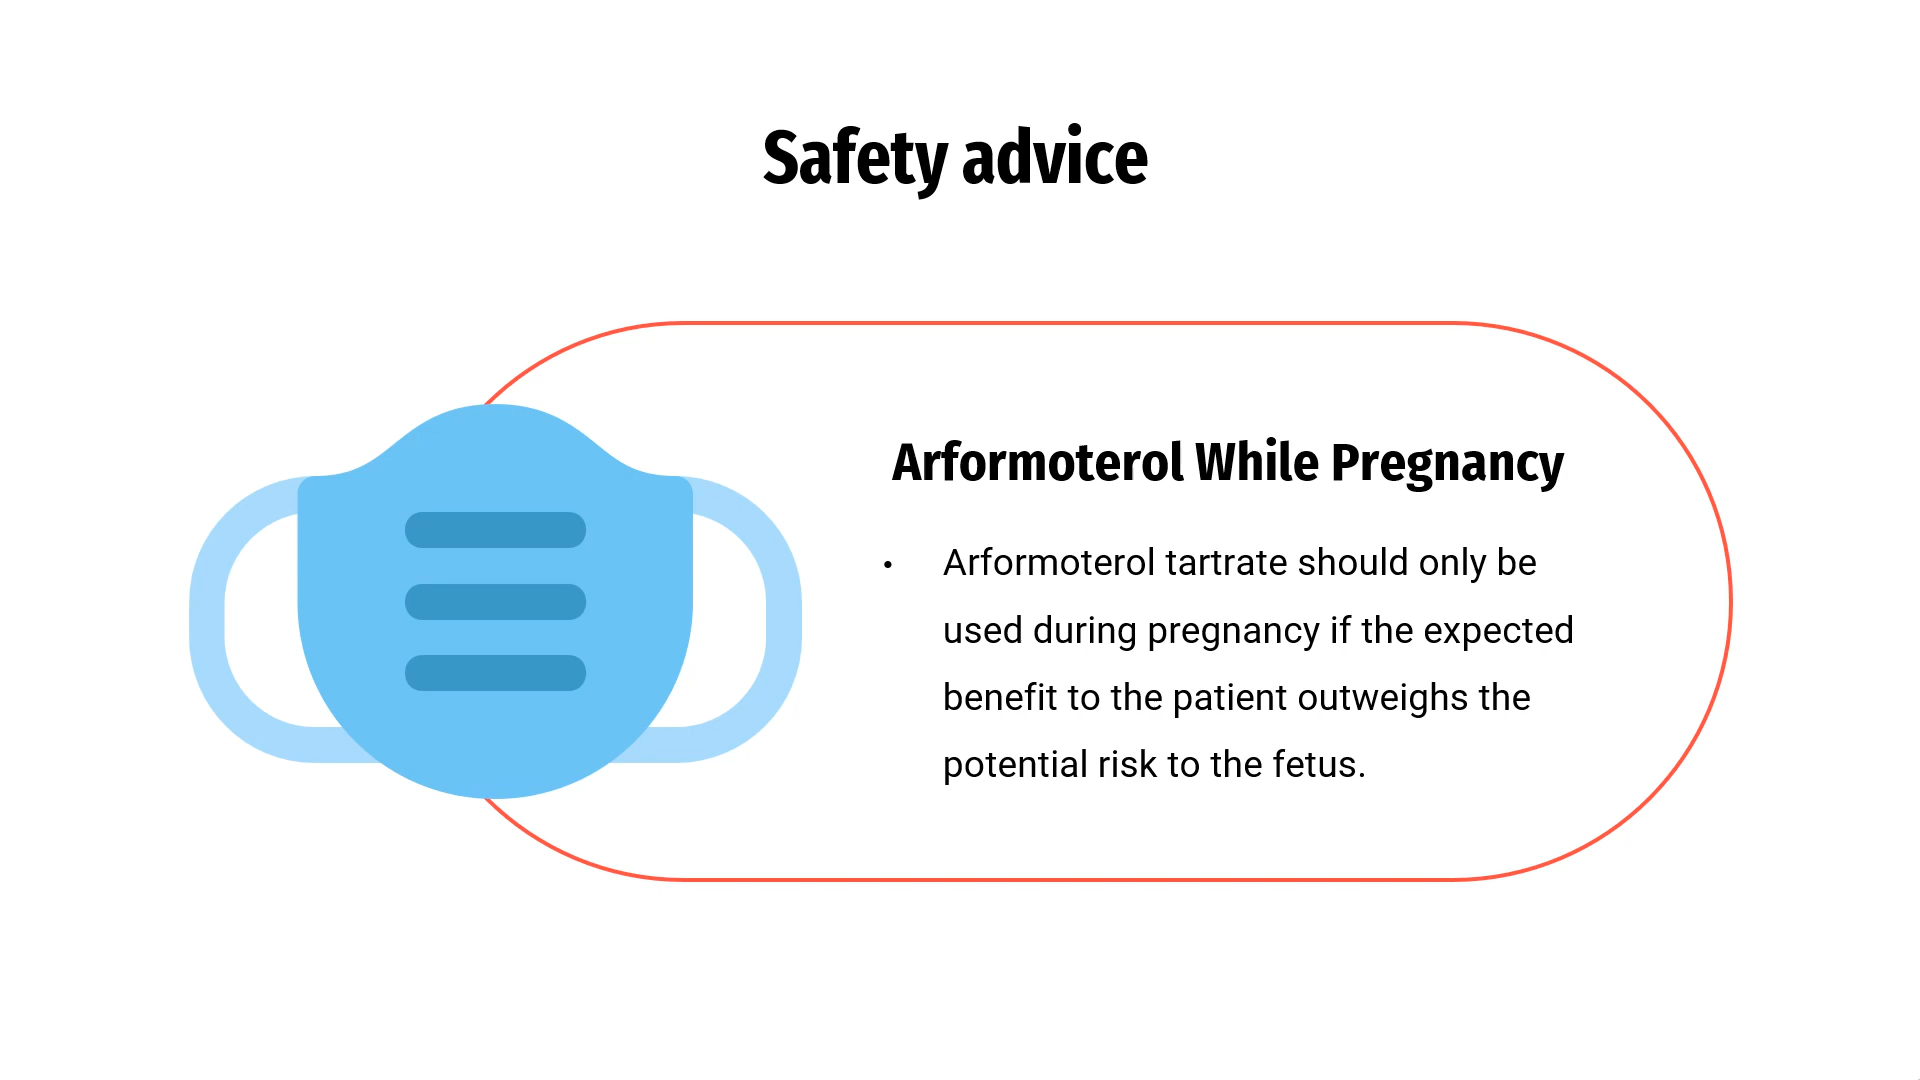 Safety advice
Arformoterol While Pregnancy
• Arformoterol tartrate should only be
used during pregnancy if the expected
benefit to the patient outweighs the
potential risk to the fetus.